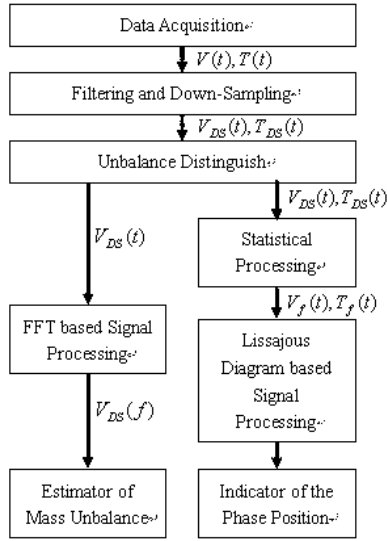 Data Acquisition
V(t), T(t)
Filtering and Down-Sampling
V_DS(t), T_DS(t)
Unbalance Distinguish
V_DS(t), T_DS(t)
V_DS(t)
Statistical
Processing
V_f(t), T_f(t)
FFT based Signal
Processing
Lissajous
Diagram based
Signal
Processing
V_DS(f)
Estimator of
Mass Unbalance
Indicator of the
Phase Position